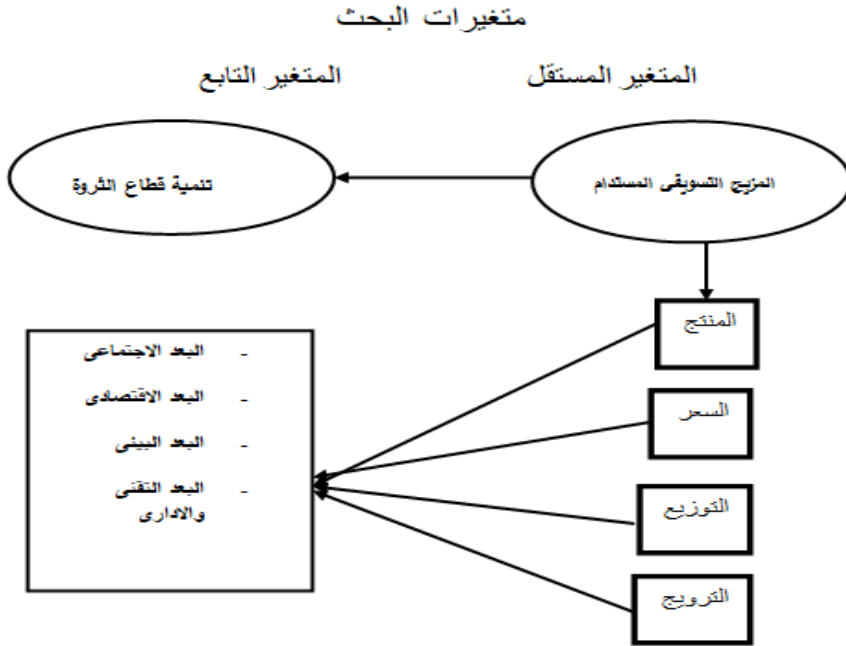 متغيرات البحث
المتغير المستقل
المتغير التابع
المزيج التسويقى المستدام
تنمية قطاع الثروة
المنتج
السعر
التوزيع
الترويج
- البعد الاجتماعى
- البعد الاقتصادى
- البعد البيئى
- البعد التقنى
والادارى